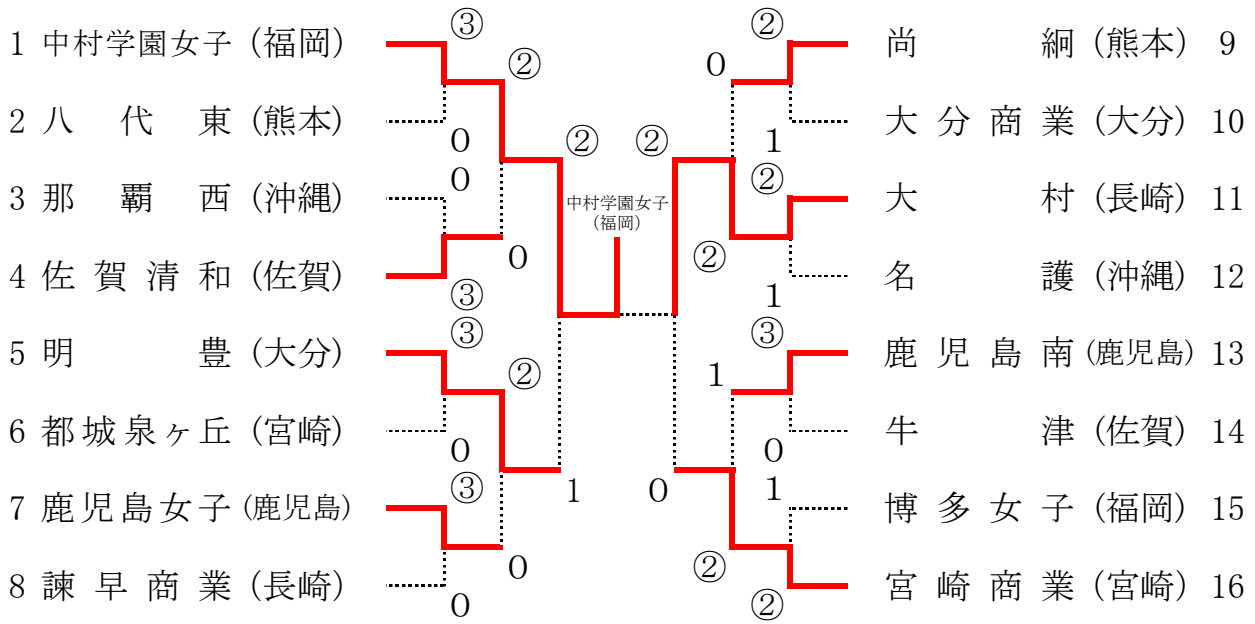 1 中村学園女子 (福岡)
2 八代東 (熊本)
3 那覇西 (沖縄)
4 佐賀清和 (佐賀)
5 明豊 (大分)
6 都城泉ヶ丘 (宮崎)
7 鹿児島女子 (鹿児島)
8 諫早商業 (長崎)
③
②
0
0
②
0
③
③
②
0
③
1
0
0
中村学園女子
(福岡)
②
0
②
1
②
②
1
③
1
0
1
0
②
②
尚絅 (熊本) 9
大分商業 (大分) 10
大村 (長崎) 11
名護 (沖縄) 12
鹿児島南 (鹿児島) 13
牛津 (佐賀) 14
博多女子 (福岡) 15
宮崎商業 (宮崎) 16